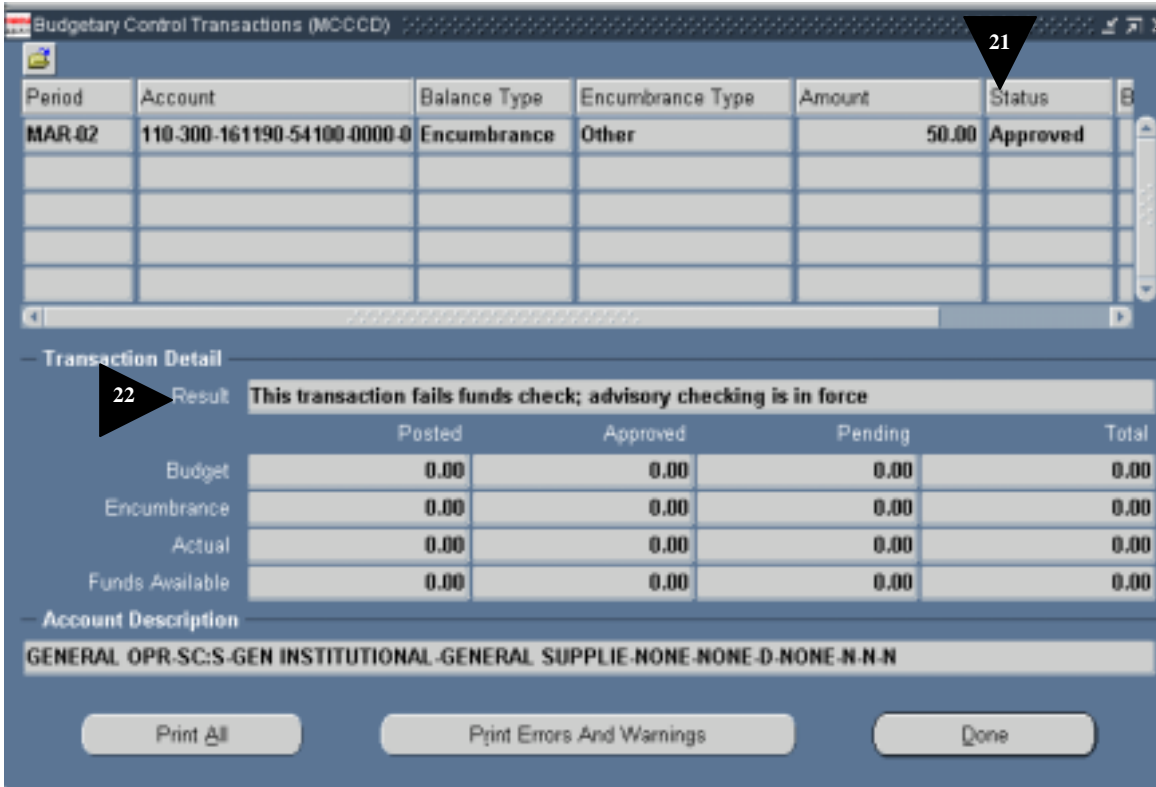 Budgetary Control Transactions (MCCCD)
21
Period Account Balance Type Encumbrance Type Amount Status B
MAR-02 110-300-161190-54100-0000-0 Encumbrance Other 50.00 Approved
Transaction Detail
22 Result This transaction fails funds check; advisory checking is in force
Posted Approved Pending Total
Budget 0.00 0.00 0.00 0.00
Encumbrance 0.00 0.00 0.00 0.00
Actual 0.00 0.00 0.00 0.00
Funds Available 0.00 0.00 0.00 0.00
Account Description
GENERAL OPR-SC:S-GEN INSTITUTIONAL-GENERAL SUPPLIE-NONE-NONE-D-NONE-N-N-N
Print All Print Errors And Warnings Done